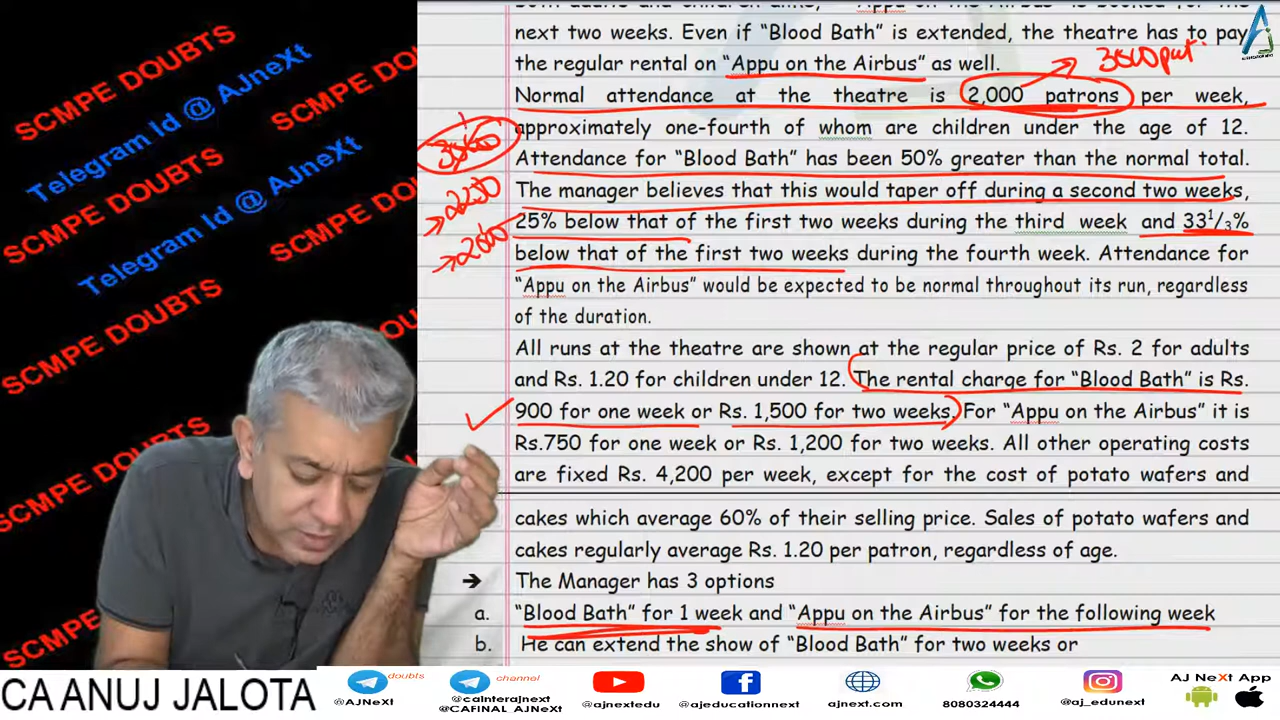 SCMPE DOUBTS
Telegram Id @ AJneXt
SCMPE DOUBTS
SCMPE DOUBTS
Telegram Id @ AJneXt
SCMPE DOUBTS
SCMPE DOUBTS
next two weeks. Even if “Blood Bath” is extended, the theatre has to pay
the regular rental on “Appu on the Airbus” as well.
Normal attendance at the theatre is 2,000 patrons per week,
approximately one-fourth of whom are children under the age of 12.
Attendance for “Blood Bath” has been 50% greater than the normal total.
The manager believes that this would taper off during a second two weeks,
25% below that of the first two weeks during the third week and 33¹/₃%
below that of the first two weeks during the fourth week. Attendance for
“Appu on the Airbus” would be expected to be normal throughout its run, regardless
of the duration.
All runs at the theatre are shown at the regular price of Rs. 2 for adults
and Rs. 1.20 for children under 12. The rental charge for “Blood Bath” is Rs.
900 for one week or Rs. 1,500 for two weeks. For “Appu on the Airbus” it is
Rs.750 for one week or Rs. 1,200 for two weeks. All other operating costs
are fixed Rs. 4,200 per week, except for the cost of potato wafers and
cakes which average 60% of their selling price. Sales of potato wafers and
cakes regularly average Rs. 1.20 per patron, regardless of age.
➔ The Manager has 3 options
a. “Blood Bath” for 1 week and “Appu on the Airbus” for the following week
b. He can extend the show of “Blood Bath” for two weeks or
CA ANUJ JALOTA
doubts
@AJNeXt
channel
@caInterajnext
@CAFINAL_AJNeXt
@ajnextedu
@ajeducationnext
ajnext.com
8080324444
@aj_edunext
AJ NeXt App